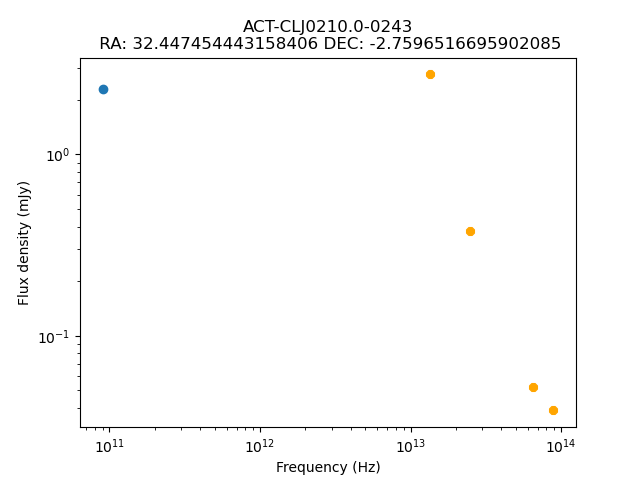 ACT-CLJ0210.0-0243
RA: 32.447454443158406 DEC: -2.7596516695902085
Flux density (mJy)
10⁰
10⁻¹
10¹¹ 10¹² 10¹³ 10¹⁴
Frequency (Hz)